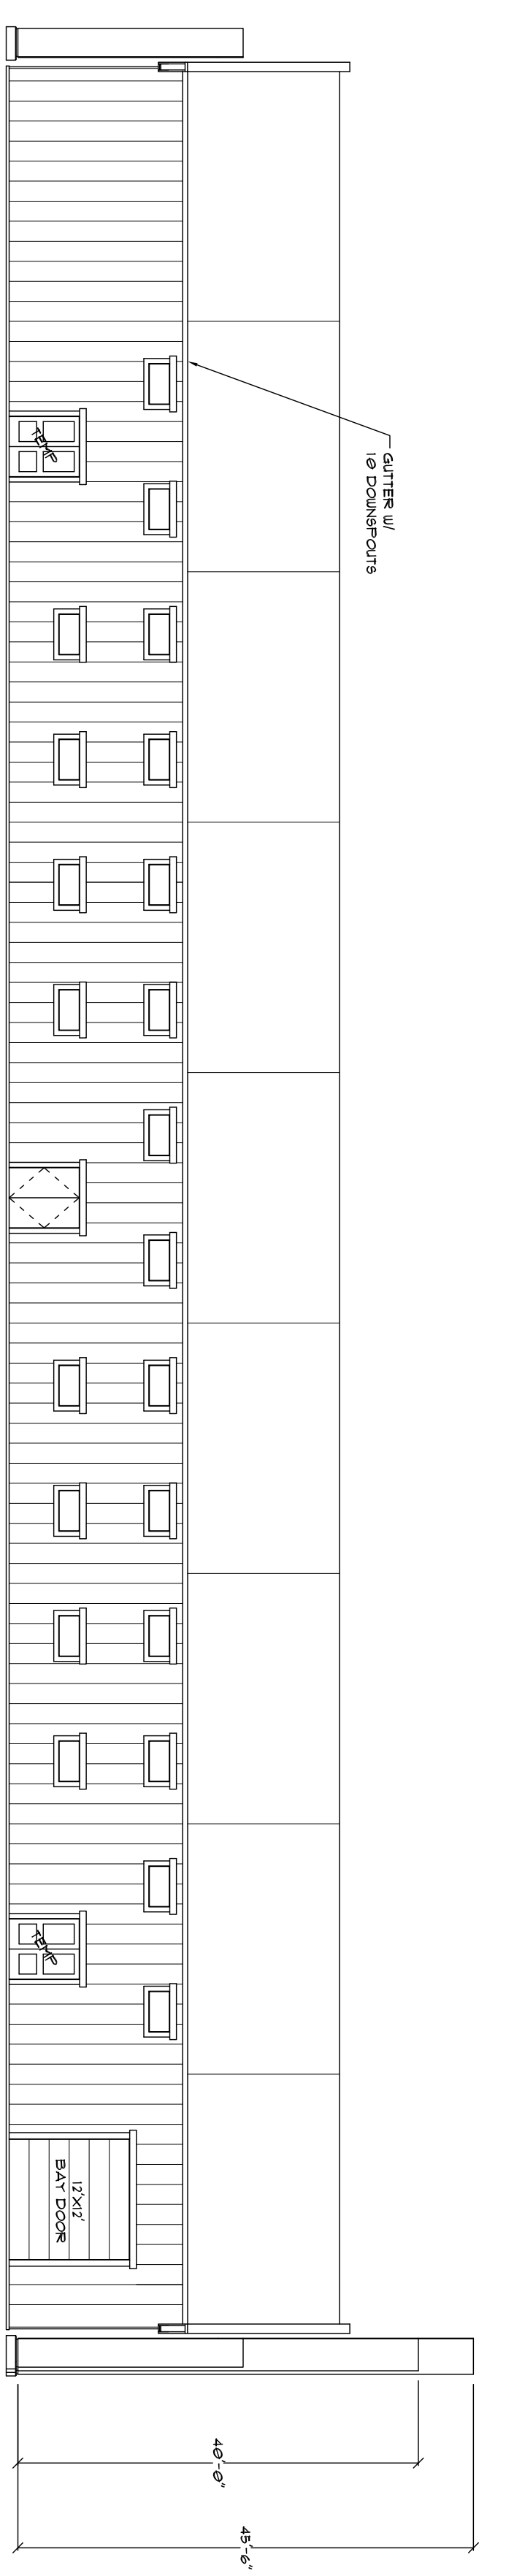 GUTTER W/
10 DOWNSPOUTS
TEMP
TEMP
12'X12'
BAY DOOR
40'-0"
45'-6"